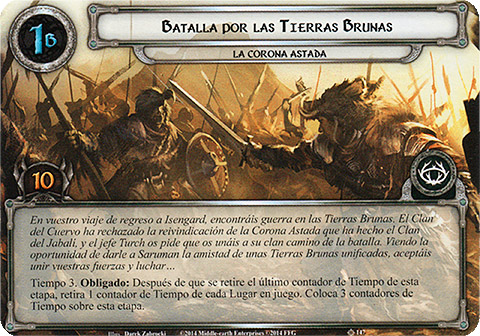 1B
BATALLA POR LAS TIERRAS BRUNAS
LA CORONA ASTADA
10
En vuestro viaje de regreso a Isengard, encontráis guerra en las Tierras Brunas. El Clan
del Cuervo ha rechazado la reivindicación de la Corona Astada que ha hecho el Clan
del Jabalí, y el jefe Turch os pide que os unáis a su clan camino de la batalla. Viendo la
oportunidad de darle a Saruman la amistad de unas Tierras Brunas unificadas, aceptáis
unir vuestras fuerzas y luchar...
Tiempo 3. Obligado: Después de que se retire el último contador de Tiempo de esta
etapa, retira 1 contador de Tiempo de cada Lugar en juego. Coloca 3 contadores de
Tiempo sobre esta etapa.
Illus. Darek Zabrocki ©2014 Middle-earth Enterprises ©2014 FFG